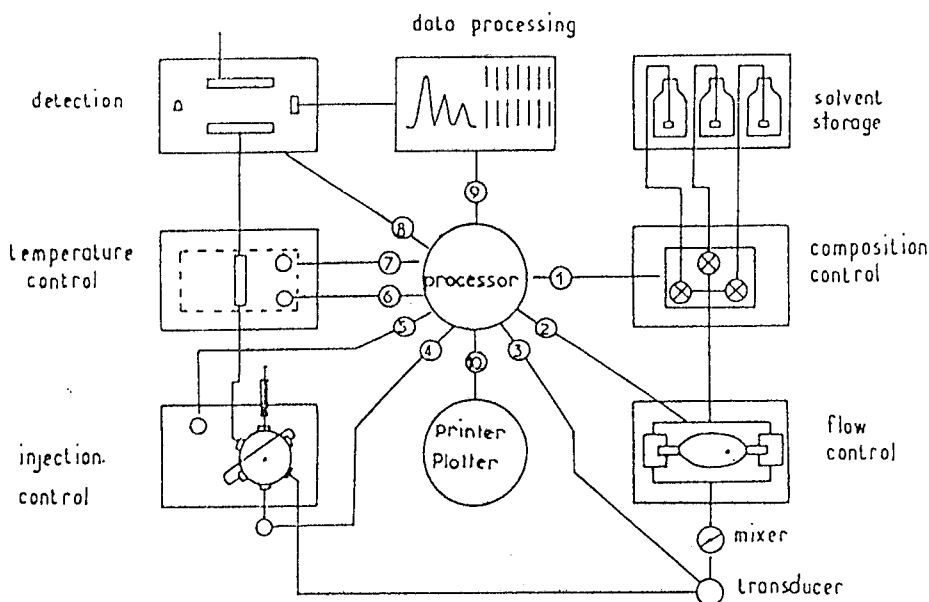 data processing
detection
solvent
storage
9
8
temperature
control
7
processor
1
composition
control
6
5
2
4
10
3
injection.
control
Printer
Plotter
flow
control
mixer
transducer